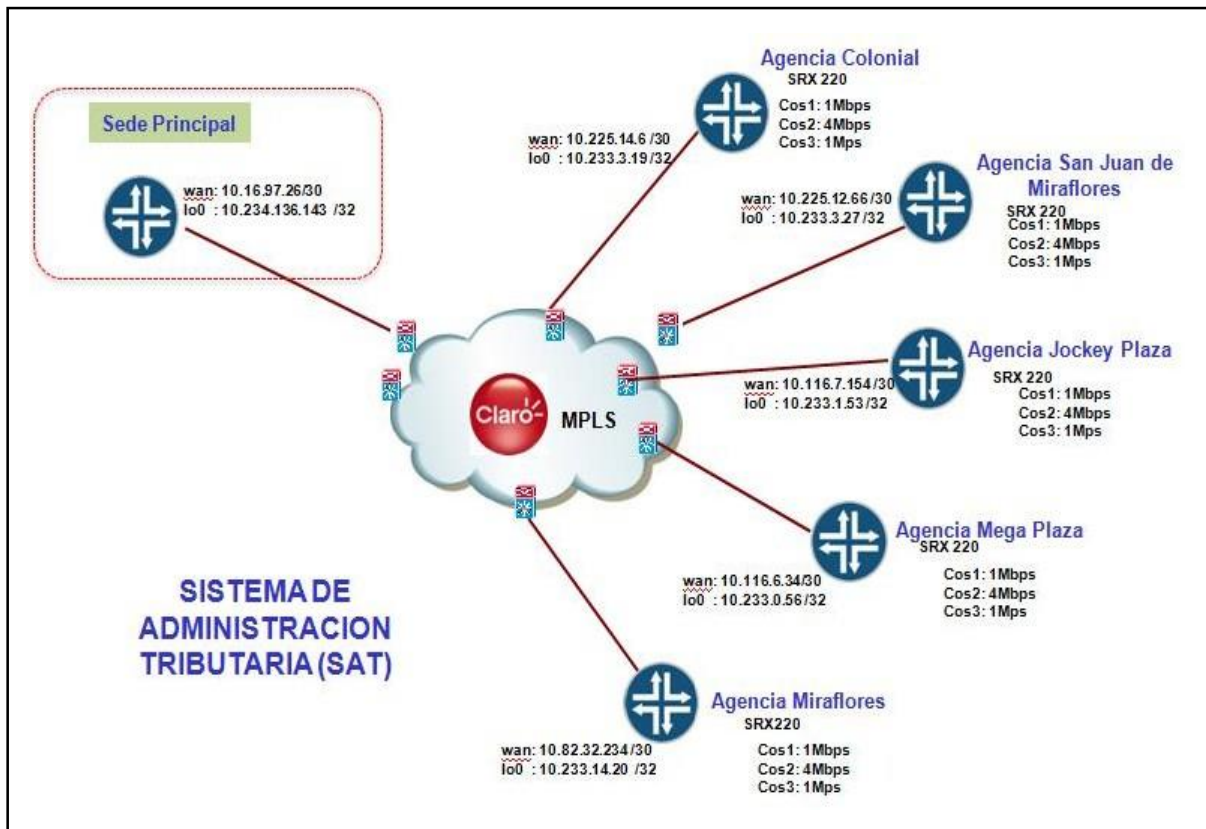 Sede Principal
wan: 10.16.97.26/30
lo0 : 10.234.136.143 /32
Agencia Colonial
SRX 220
Cos1: 1Mbps
Cos2: 4Mbps
Cos3: 1Mps
wan: 10.225.14.6 /30
lo0 : 10.233.3.19 /32
Agencia San Juan de
Miraflores
SRX 220
Cos1: 1Mbps
Cos2: 4Mbps
Cos3: 1Mps
wan: 10.225.12.66 /30
lo0 : 10.233.3.27 /32
Agencia Jockey Plaza
SRX 220
Cos1: 1Mbps
Cos2: 4Mbps
Cos3: 1Mps
wan: 10.116.7.154 /30
lo0 : 10.233.1.53 /32
Claro
MPLS
Agencia Mega Plaza
SRX 220
Cos1: 1Mbps
Cos2: 4Mbps
Cos3: 1Mps
wan: 10.116.6.34/30
lo0 : 10.233.0.56 /32
SISTEMA DE
ADMINISTRACION
TRIBUTARIA (SAT)
Agencia Miraflores
SRX220
Cos1: 1Mbps
Cos2: 4Mbps
Cos3: 1Mps
wan: 10.82.32.234 /30
lo0 : 10.233.14.20 /32